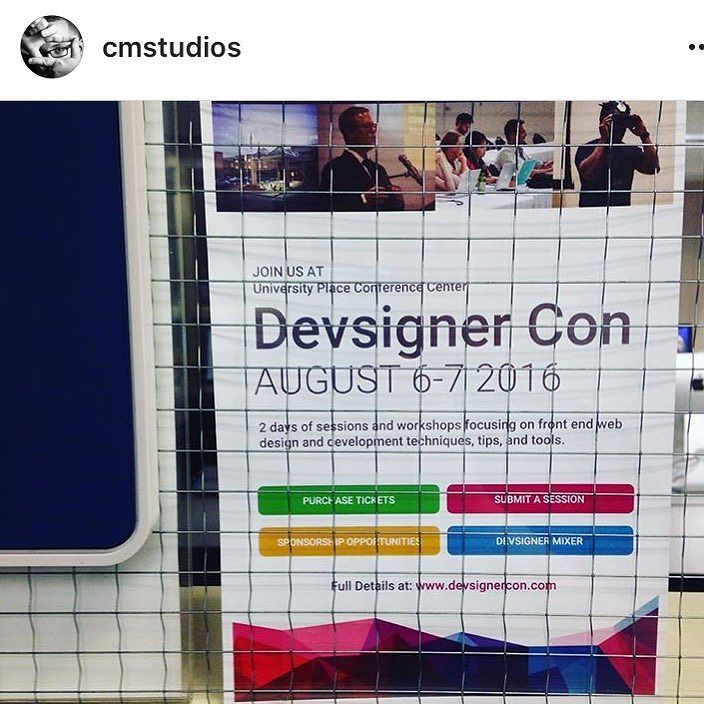 cmstudios
JOIN US AT
University Place Conference Center
Devsigner Con
AUGUST 6-7 2016
2 days of sessions and workshops focusing on front end web
design and development techniques, tips, and tools.
PURCHASE TICKETS
SUBMIT A SESSION
SPONSORSHIP OPPORTUNITIES
DEVSIGNER MIXER
Full Details at: www.devsignercon.com